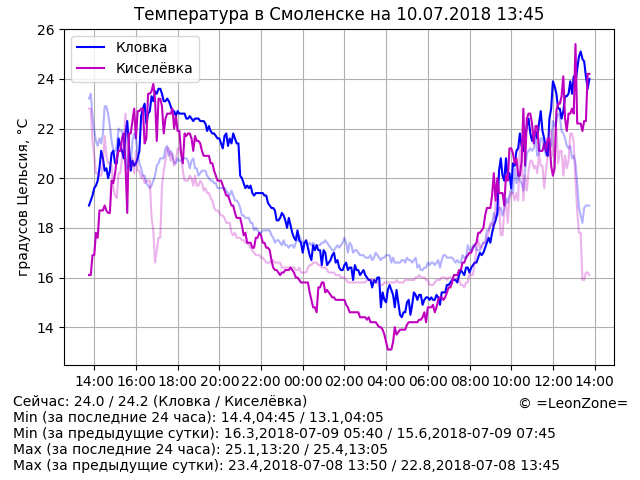 Температура в Смоленске на 10.07.2018 13:45
26
24
22
20
18
16
14
градусов Цельсия, °C
Кловка
Киселёвка
14:00 16:00 18:00 20:00 22:00 00:00 02:00 04:00 06:00 08:00 10:00 12:00 14:00
Сейчас: 24.0 / 24.2 (Кловка / Киселёвка)
© =LeonZone=
Min (за последние 24 часа): 14.4,04:45 / 13.1,04:05
Min (за предыдущие сутки): 16.3,2018-07-09 05:40 / 15.6,2018-07-09 07:45
Max (за последние 24 часа): 25.1,13:20 / 25.4,13:05
Max (за предыдущие сутки): 23.4,2018-07-08 13:50 / 22.8,2018-07-08 13:45